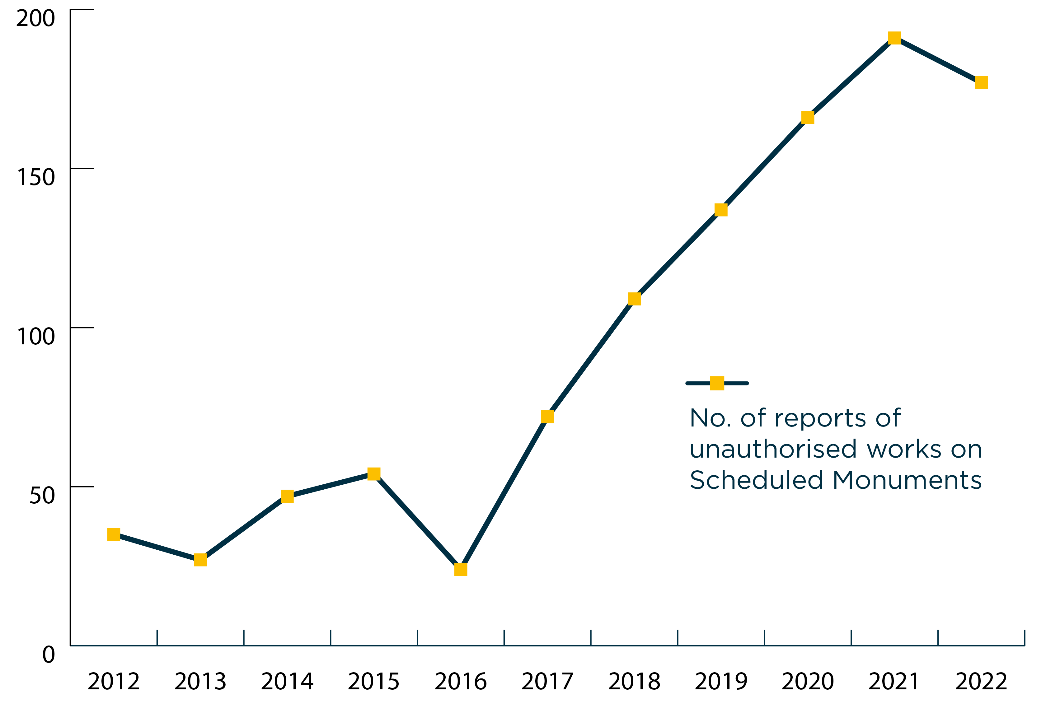 200
150
100
50
0
No. of reports of
unauthorised works on
Scheduled Monuments
2012 2013 2014 2015 2016 2017 2018 2019 2020 2021 2022